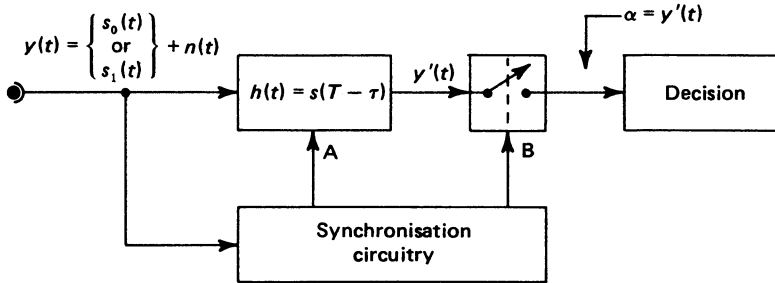 y(t) = { s₀(t) or s₁(t) } + n(t)
α = y'(t)
h(t) = s(T − τ)
y'(t)
Decision
A
B
Synchronisation
circuitry